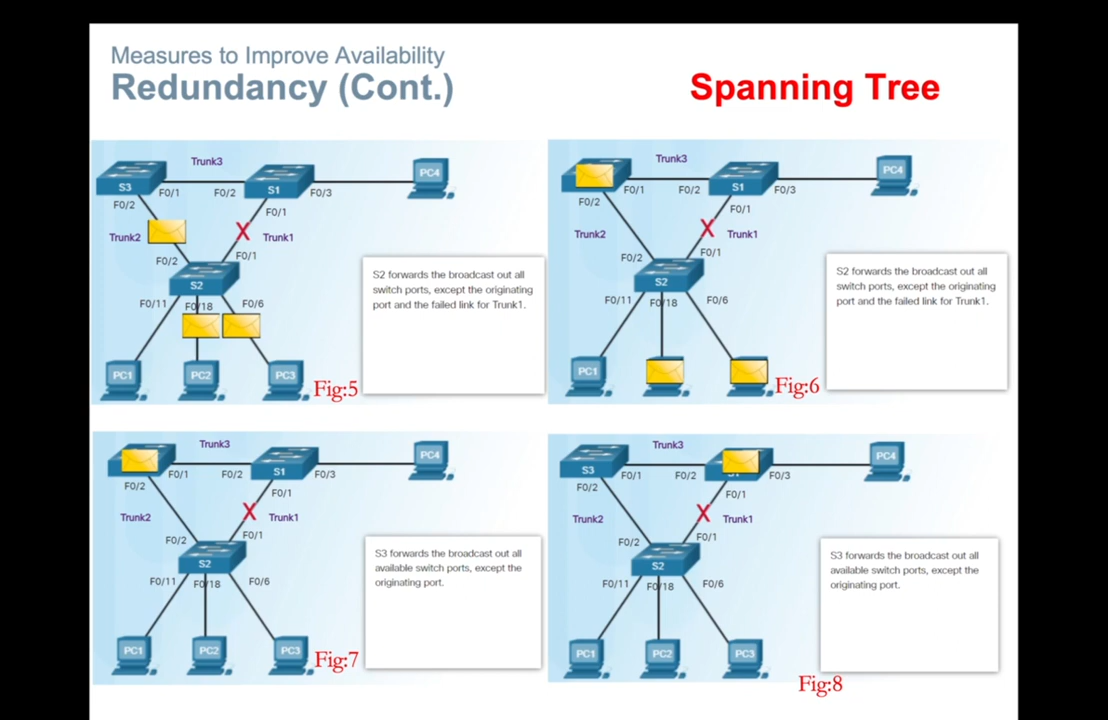 Measures to Improve Availability
Redundancy (Cont.)
Spanning Tree
Trunk3
S3
F0/1
F0/2
S1
F0/3
PC4
F0/2
F0/1
Trunk2
Trunk1
F0/2
F0/1
S2
F0/11
F0/18
F0/6
PC1
PC2
PC3
S2 forwards the broadcast out all
switch ports, except the originating
port and the failed link for Trunk1.
Fig:5
Trunk3
F0/1
F0/2
S1
F0/3
PC4
F0/2
F0/1
Trunk2
Trunk1
F0/2
F0/1
S2
F0/11
F0/18
F0/6
PC1
S2 forwards the broadcast out all
switch ports, except the originating
port and the failed link for Trunk1.
Fig:6
Trunk3
F0/1
F0/2
S1
F0/3
PC4
F0/2
F0/1
Trunk2
Trunk1
F0/2
F0/1
S2
F0/11
F0/18
F0/6
PC1
PC2
PC3
S3 forwards the broadcast out all
available switch ports, except the
originating port.
Fig:7
Trunk3
S3
F0/1
F0/2
F0/3
PC4
F0/2
F0/1
Trunk2
Trunk1
F0/2
F0/1
S2
F0/11
F0/18
F0/6
PC1
PC2
PC3
S3 forwards the broadcast out all
available switch ports, except the
originating port.
Fig:8